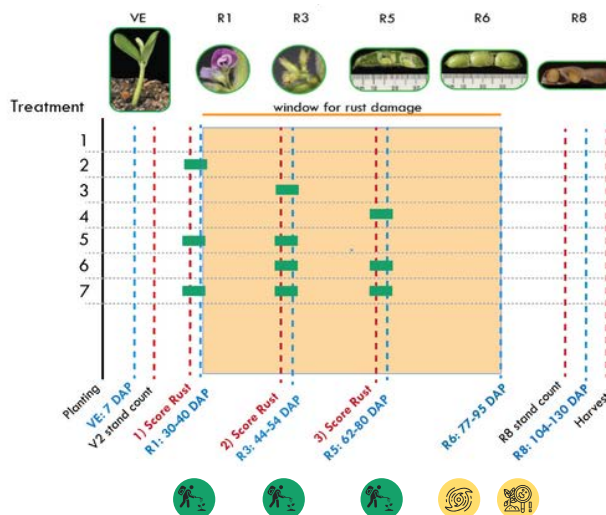 VE
R1
R3
R5
R6
R8
Treatment
window for rust damage
1
2
3
4
5
6
7
Planting
VE: 7 DAP
V2 stand count
1) Score Rust
R1: 30-40 DAP
2) Score Rust
R3: 44-54 DAP
3) Score Rust
R5: 62-80 DAP
R6: 77-95 DAP
R8 stand count
R8: 104-130 DAP
Harvest